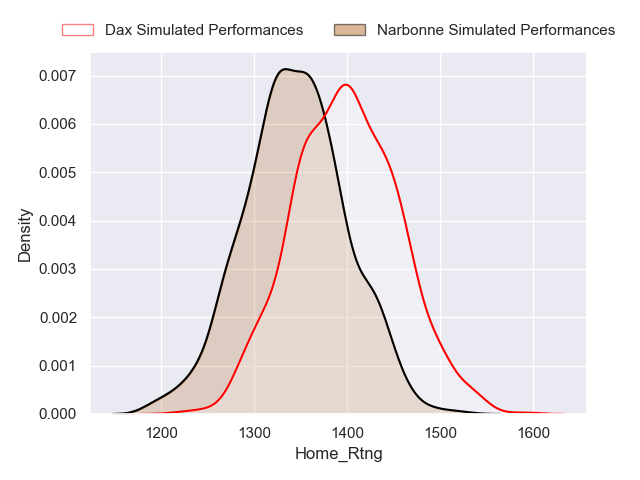 Dax Simulated Performances
Narbonne Simulated Performances
0.007
0.006
0.005
0.004
0.003
0.002
0.001
0.000
Density
1200 1300 1400 1500 1600
Home_Rtng